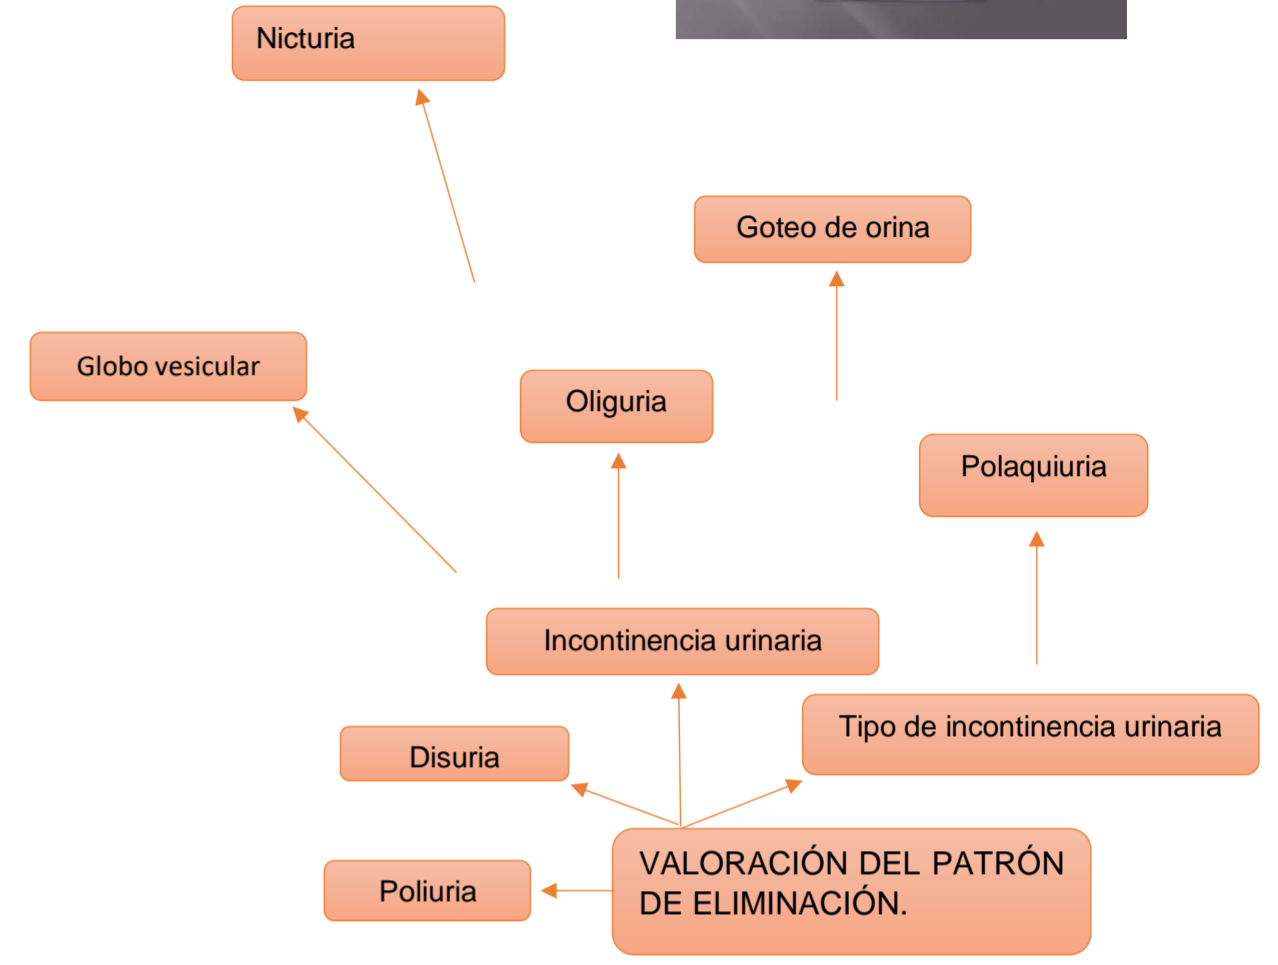 Nicturia
Goteo de orina
Globo vesicular
Oliguria
Polaquiuria
Incontinencia urinaria
Tipo de incontinencia urinaria
Disuria
VALORACIÓN DEL PATRÓN
DE ELIMINACIÓN.
Poliuria